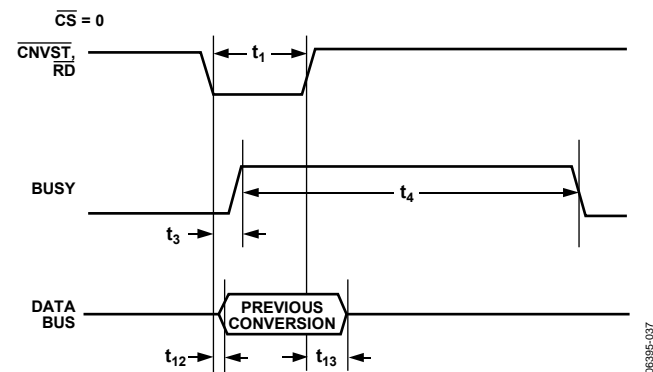 CS = 0
CNVST,
RD
t1
BUSY
t4
t3
DATA
BUS
PREVIOUS
CONVERSION
t12
t13
06395-037